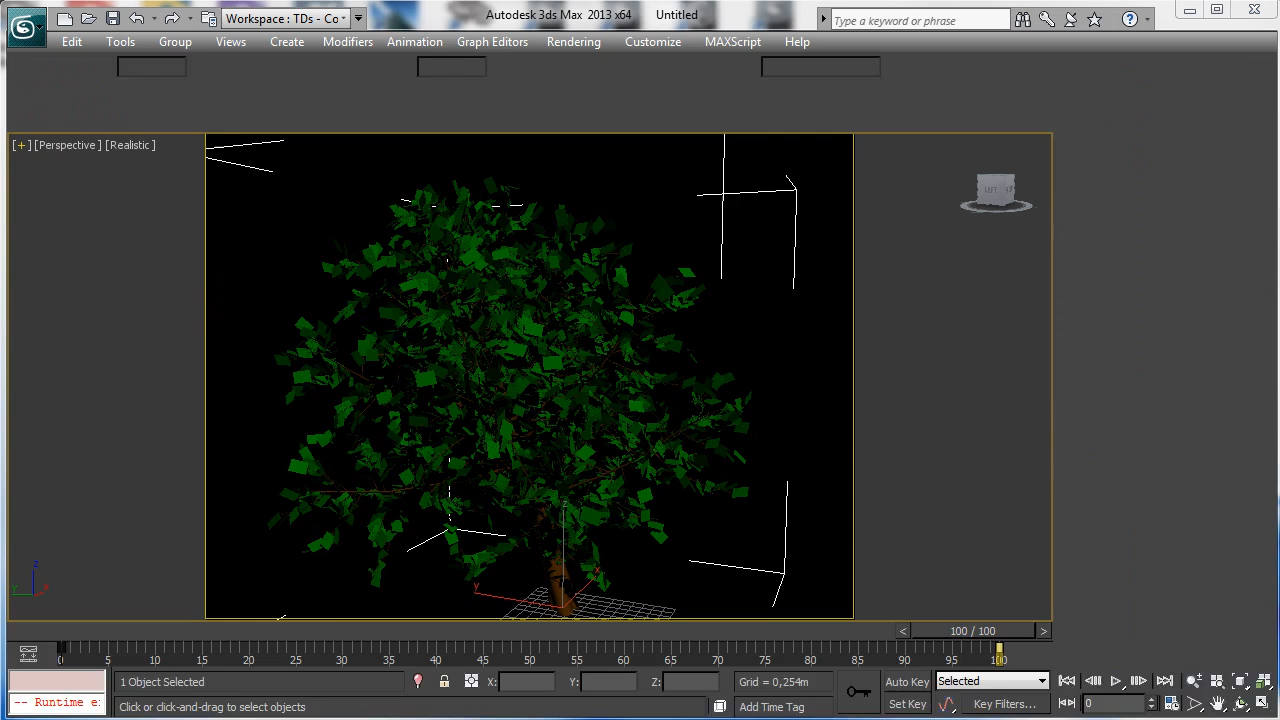 Workspace : TDs - Co
Autodesk 3ds Max  2013 x64
Untitled
Type a keyword or phrase
Edit
Tools
Group
Views
Create
Modifiers
Animation
Graph Editors
Rendering
Customize
MAXScript
Help
[+] [Perspective ] [Realistic ]
LEFT
z
y
x
z
y
x
< 100 / 100 >
0 5 10 15 20 25 30 35 40 45 50 55 60 65 70 75 80 85 90 95 100
1 Object Selected
X:
Y:
Z:
Grid = 0,254m
Auto Key
Selected
-- Runtime e:
Click or click-and-drag to select objects
Add Time Tag
Set Key
Key Filters...
0